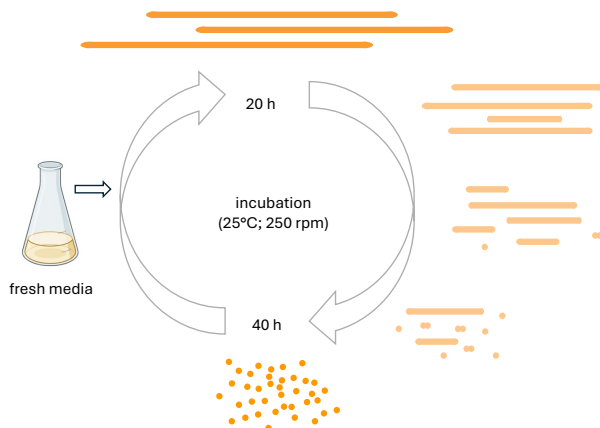 20 h
incubation
(25°C; 250 rpm)
fresh media
40 h